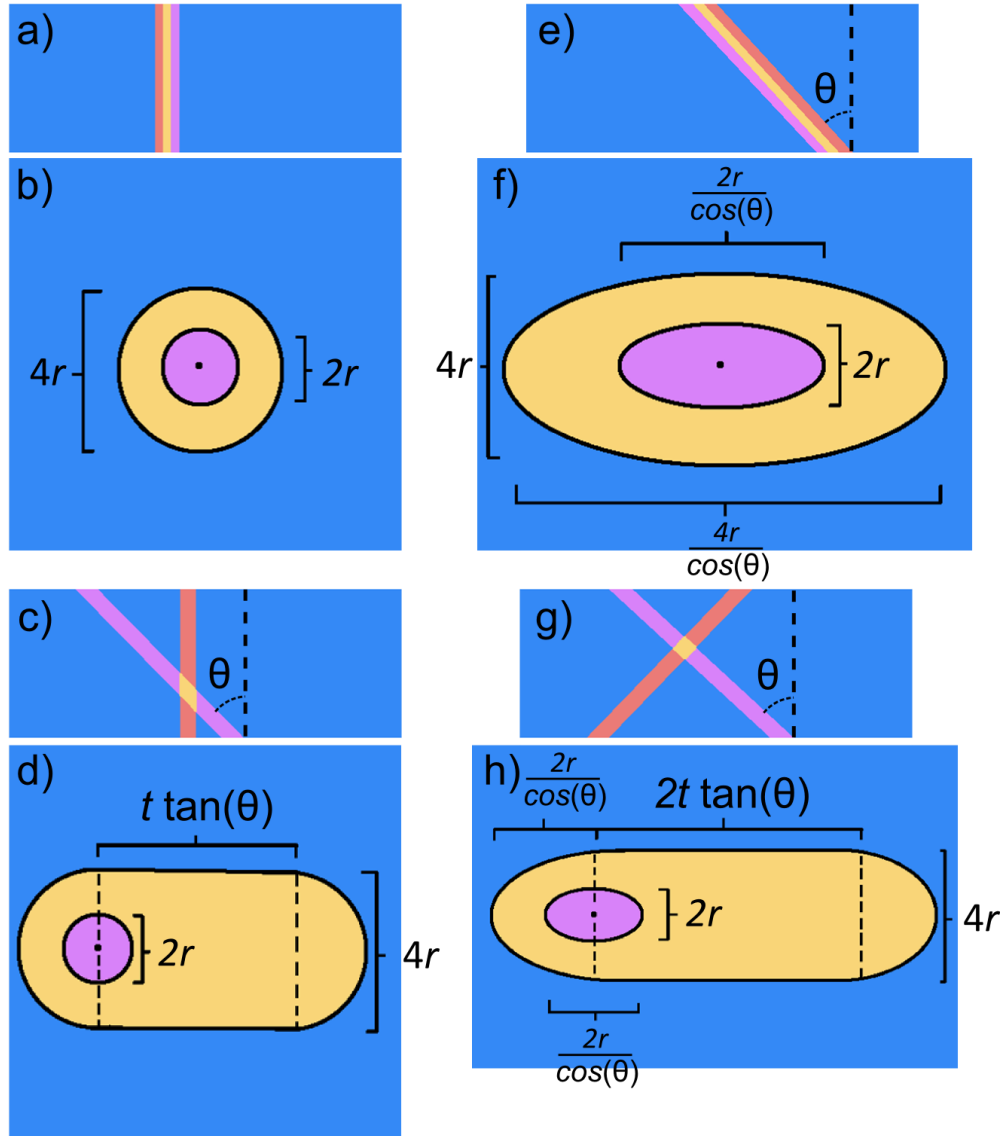 a)
e)
θ
b)
4r
2r
f)
2r
cos(θ)
4r
2r
4r
cos(θ)
c)
θ
g)
θ
d)
t tan(θ)
2r
4r
h)
2r
cos(θ)
2t tan(θ)
2r
4r
2r
cos(θ)